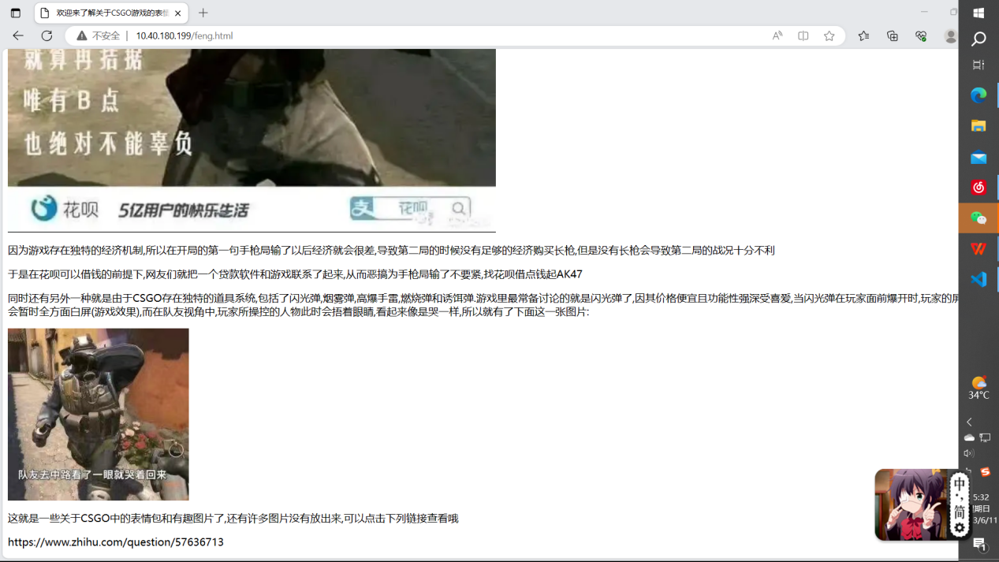 欢迎来了解关于CSGO游戏的表情
不安全 | 10.40.180.199/feng.html
就算再拮据
唯有B点
也绝对不能辜负
花呗 5亿用户的快乐生活 支 花呗
因为游戏存在独特的经济机制,所以在开局的第一句手枪局输了以后经济就会很差,导致第二局的时候没有足够的经济购买长枪,但是没有长枪会导致第二局的战况十分不利
于是在花呗可以借钱的前提下,网友们就把一个贷款软件和游戏联系了起来,从而恶搞为手枪局输了不要紧,找花呗借点钱起AK47
同时还有另外一种就是由于CSGO存在独特的道具系统,包括了闪光弹,烟雾弹,高爆手雷,燃烧弹和诱饵弹.游戏里最常备讨论的就是闪光弹了,因其价格便宜且功能性强深受喜爱,当闪光弹在玩家面前爆开时,玩家的屏
会暂时全方面白屏(游戏效果),而在队友视角中,玩家所操控的人物此时会捂着眼睛,看起来像是哭一样,所以就有了下面这一张图片:
队友去中路看了一眼就哭着回来
这就是一些关于CSGO中的表情包和有趣图片了,还有许多图片没有放出来,可以点击下列链接查看哦
https://www.zhihu.com/question/57636713
34°C
中
简
5:32
期日
3/6/11
1